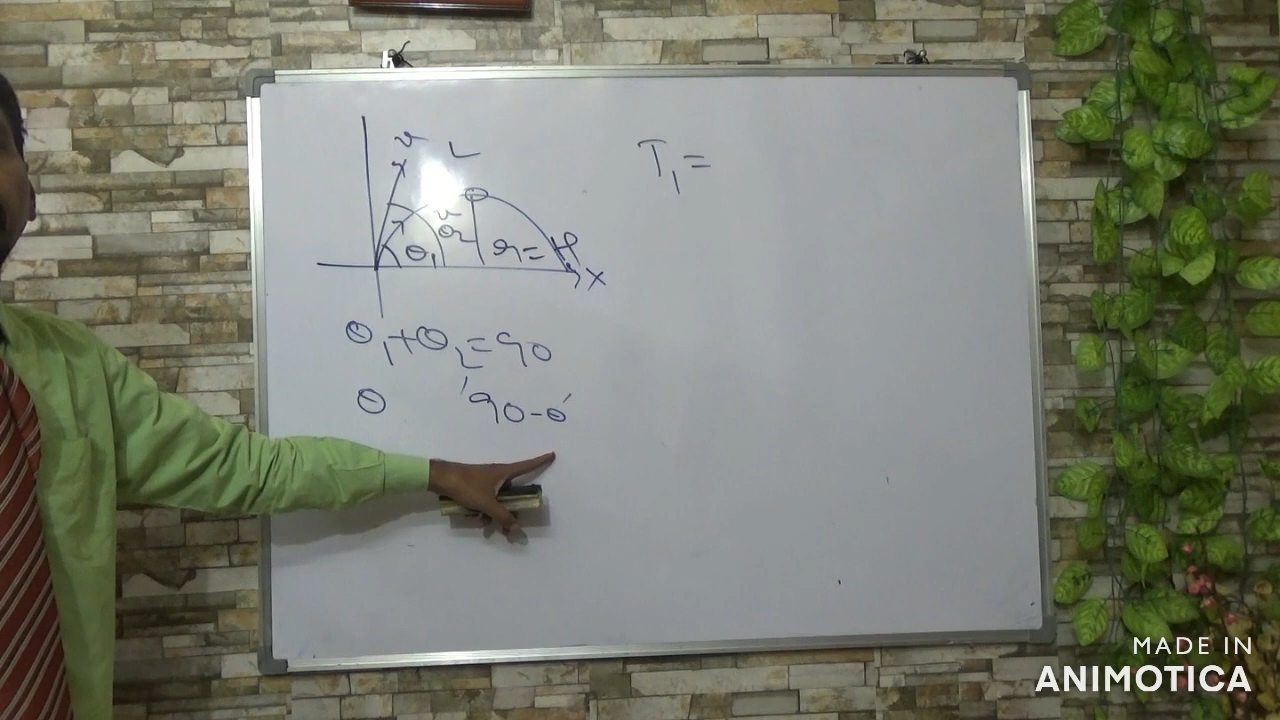 v
T₁ =
v
θ₂
θ₁
r =
x
θ₁ + θ₂ = 90
θ 90 - θ
MADE IN
ANIMOTICA